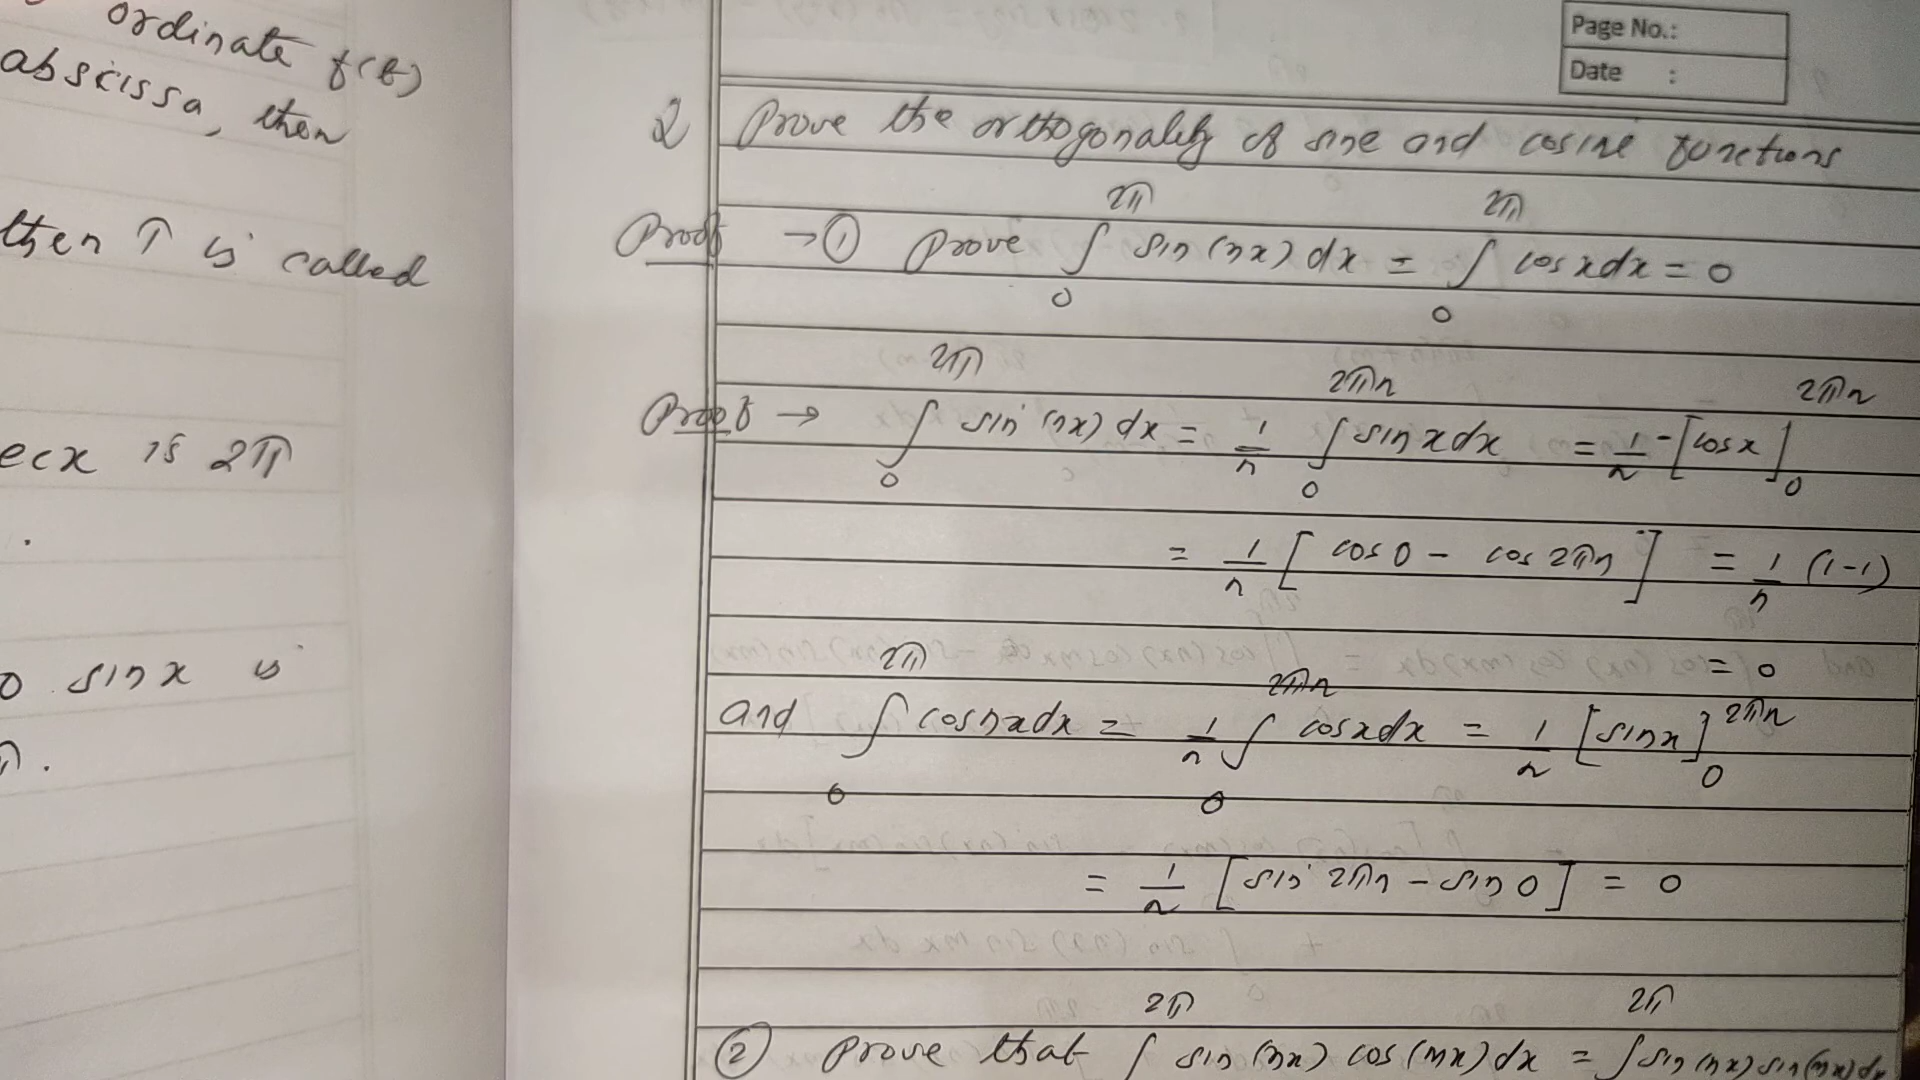 ordinate f(t)
abscissa, then
then T is called
ecx is 2π
.
o sinx is
π.
Page No.:
Date :
2 Prove the orthogonality of sine and cosine functions
Proof → ① Prove ∫₀^2π sin(nx) dx = ∫₀^2π cos x dx = 0
Proof → ∫₀^2π sin(nx) dx = 1/n ∫₀^2πn sin x dx = 1/n -[cos x]₀^2πn
= 1/n [cos 0 - cos 2πn] = 1/n (1-1)
= 0
and ∫₀^2π cos nx dx = 1/n ∫₀^2πn cos x dx = 1/n [sin x]₀^2πn
= 1/n [sin 2πn - sin 0] = 0
② Prove that ∫^2π sin(nx) cos(mx) dx = ∫^2π sin(nx) sin(mx) dx